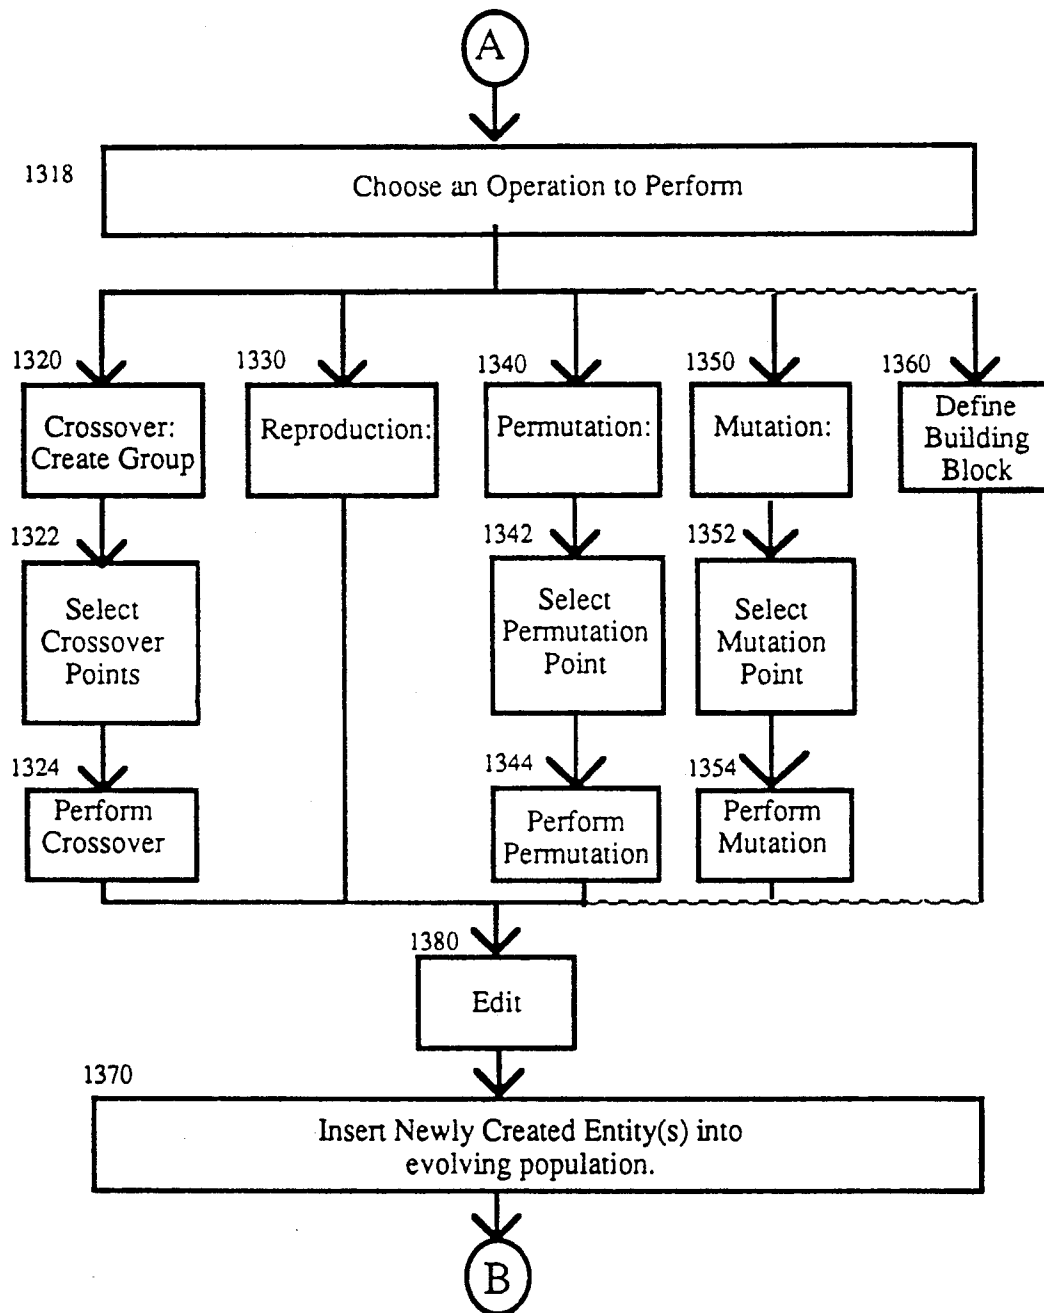 A
1318
Choose an Operation to Perform
1320
1330
1340
1350
1360
Crossover:
Create Group
Reproduction:
Permutation:
Mutation:
Define
Building
Block
1322
1342
1352
Select
Crossover
Points
Select
Permutation
Point
Select
Mutation
Point
1324
1344
1354
Perform
Crossover
Perform
Permutation
Perform
Mutation
1380
Edit
1370
Insert Newly Created Entity(s) into
evolving population.
B